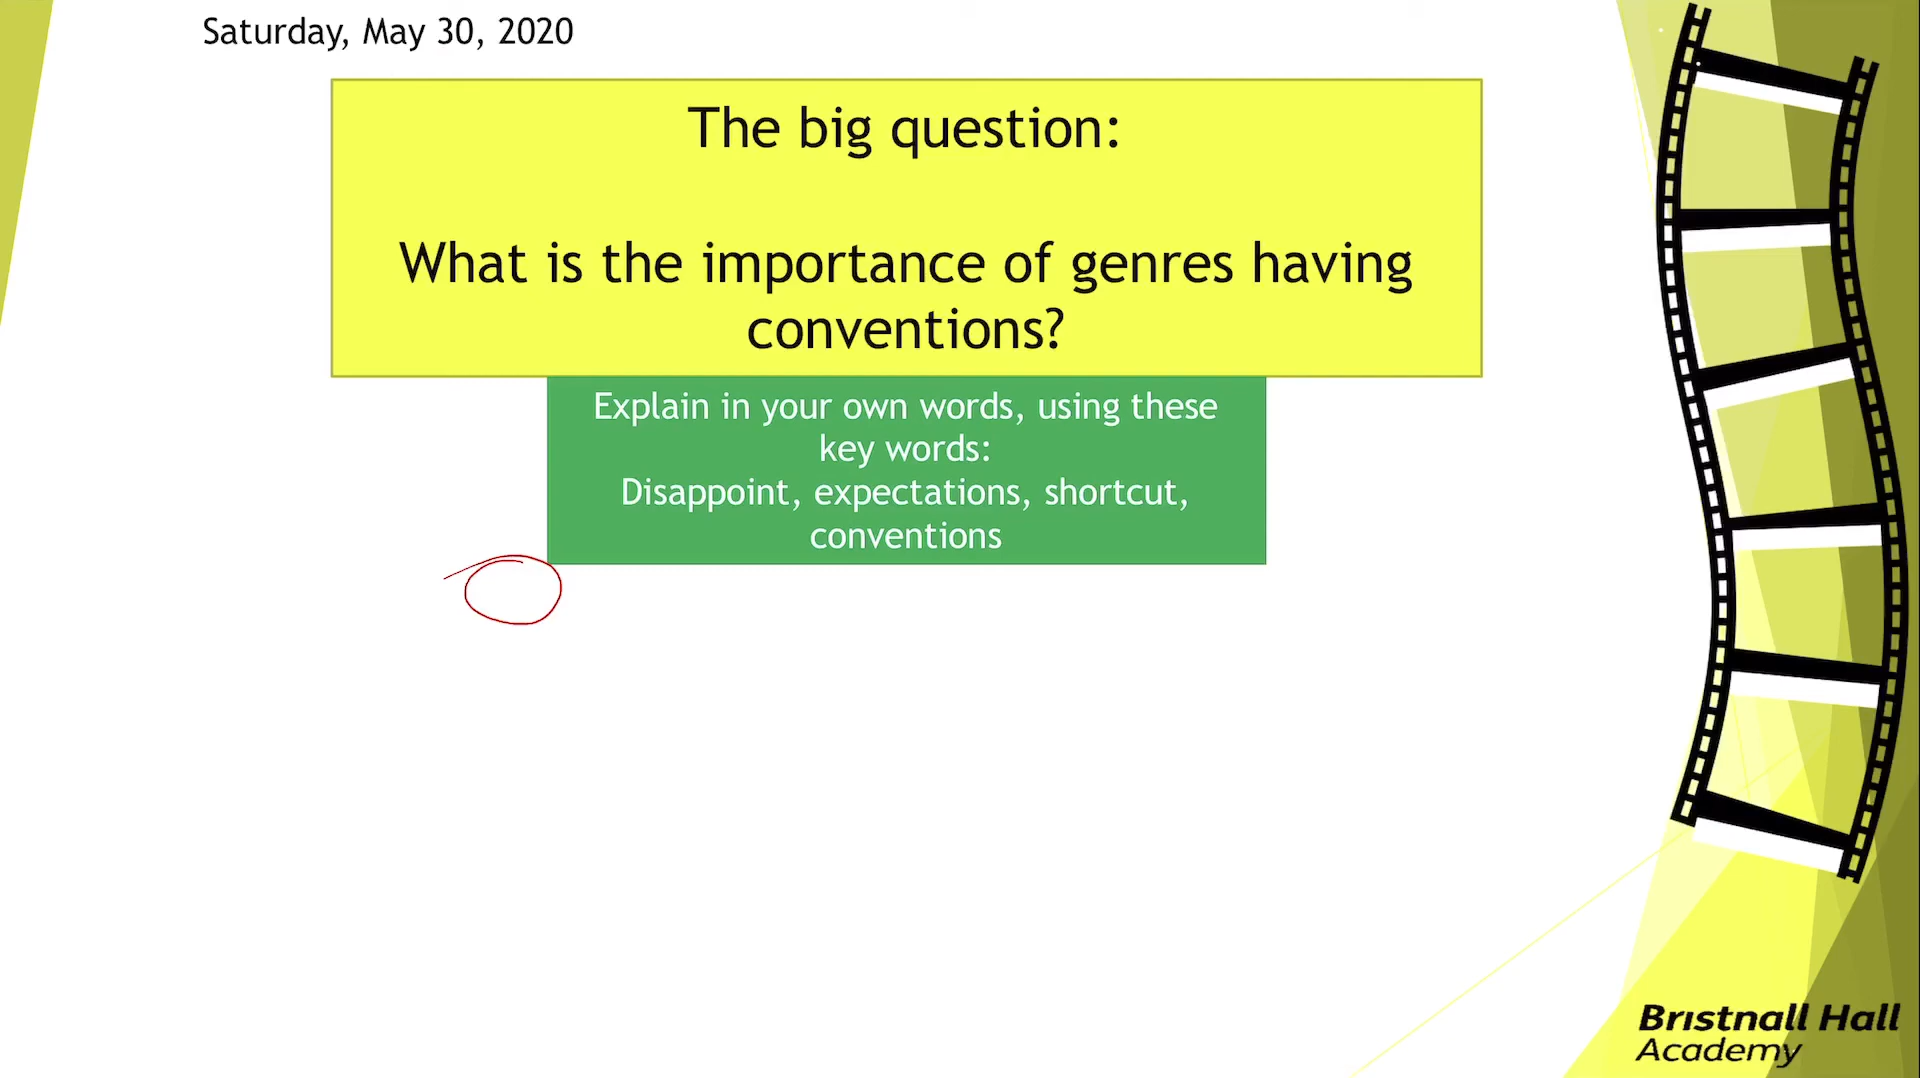 Saturday, May 30, 2020
The big question:
What is the importance of genres having
conventions?
Explain in your own words, using these
key words:
Disappoint, expectations, shortcut,
conventions
Bristnall Hall
Academy